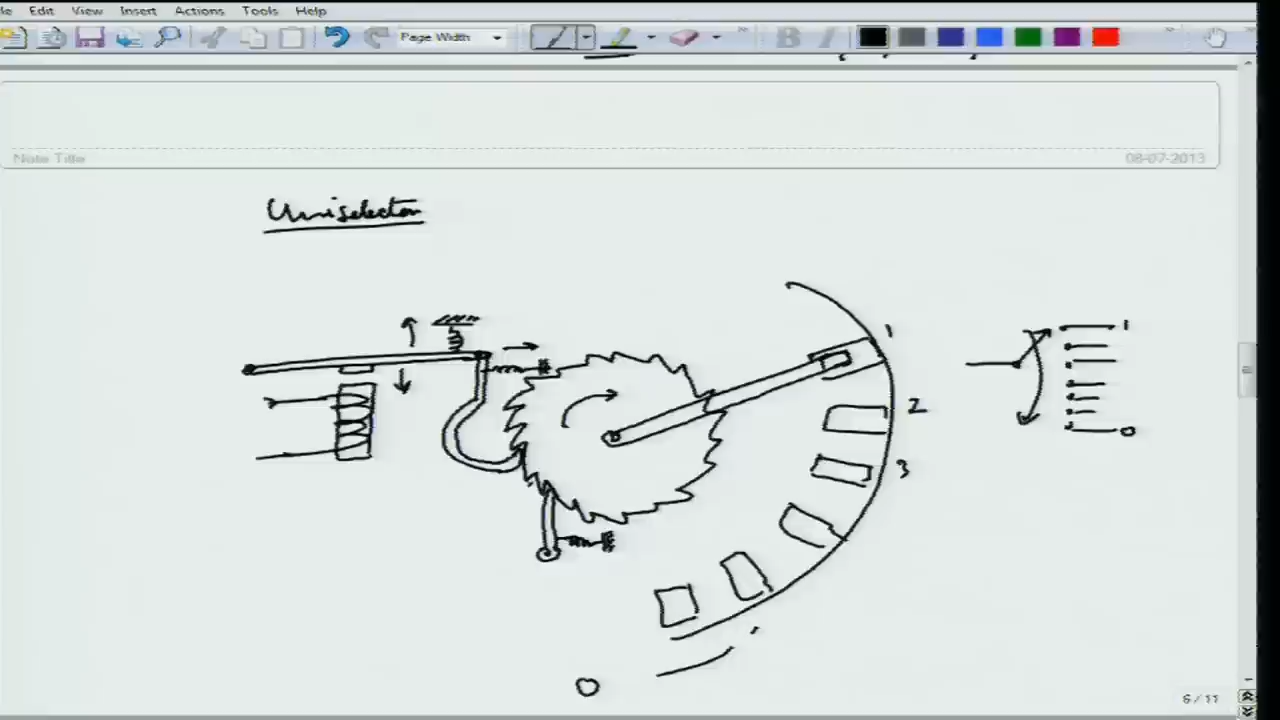 Edit View Insert Actions Tools Help
Page Width
B I
Note Title
08-07-2013
Uniselector
1
1
2
3
0
0
6 / 11